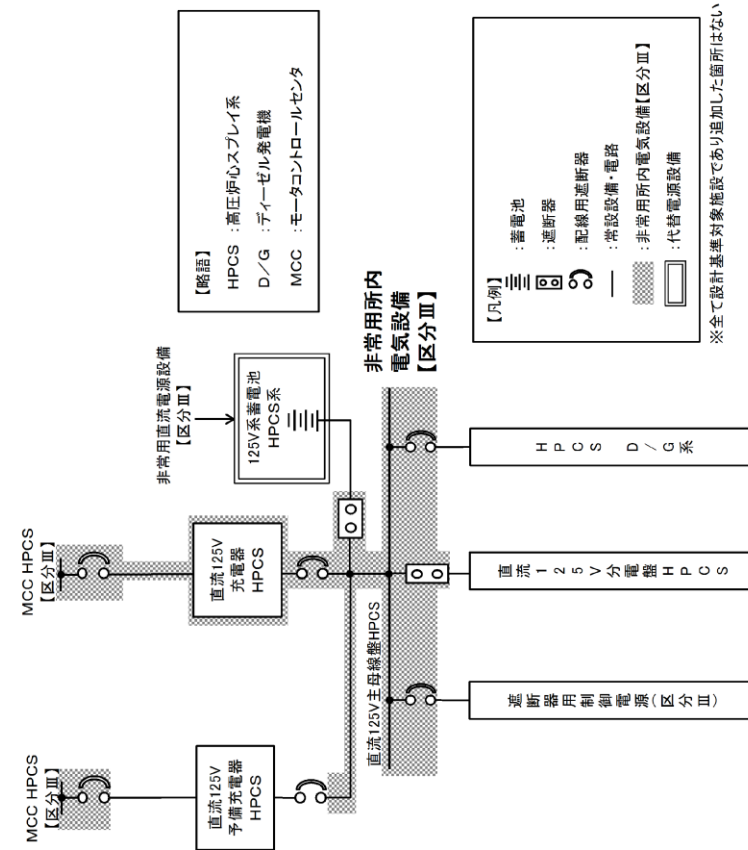 MCC HPCS
【区分Ⅲ】
直流125V
予備充電器
HPCS
MCC HPCS
【区分Ⅲ】
直流125V
充電器
HPCS
非常用直流電源設備
【区分Ⅲ】
125V系蓄電池
HPCS系
直流125V主母線盤HPCS
非常用所内
電気設備
【区分Ⅲ】
遮断器用制御電源(区分Ⅲ)
直流125V分電盤HPCS
HPCS D/G系
【略語】
HPCS :高圧炉心スプレイ系
D/G :ディーゼル発電機
MCC :モータコントロールセンタ
【凡例】
:蓄電池
:遮断器
:配線用遮断器
:常設設備・電路
:非常用所内電気設備【区分Ⅲ】
:代替電源設備
※全て設計基準対象施設であり追加した箇所はない